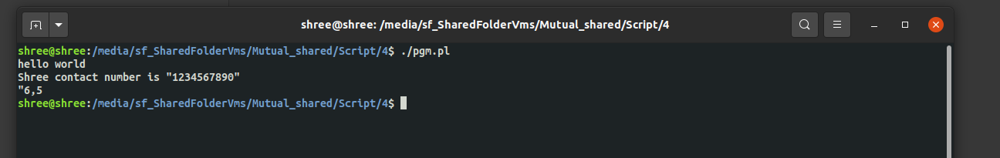 shree@shree: /media/sf_SharedFolderVms/Mutual_shared/Script/4
shree@shree:/media/sf_SharedFolderVms/Mutual_shared/Script/4$ ./pgm.pl
hello world
Shree contact number is "1234567890"
"6,5
shree@shree:/media/sf_SharedFolderVms/Mutual_shared/Script/4$